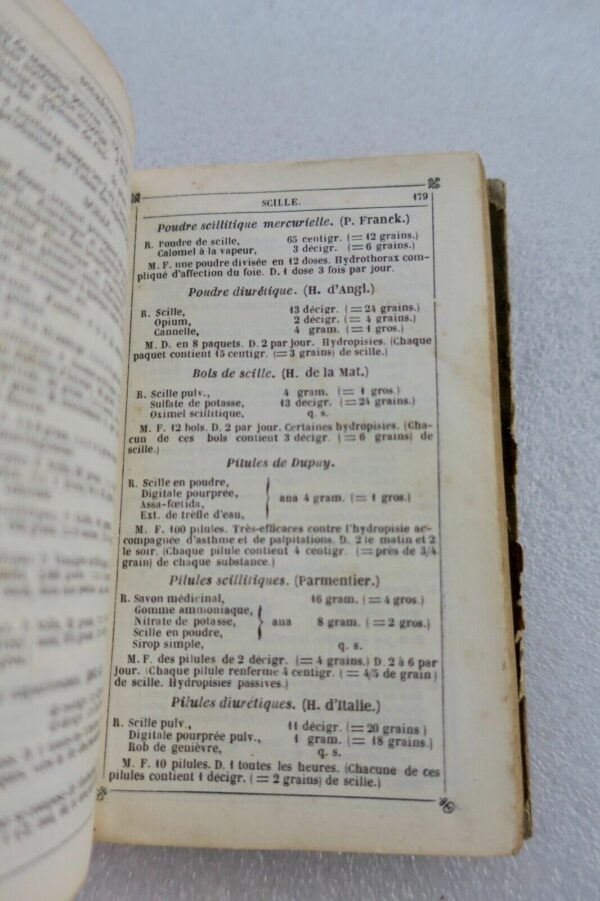 SCILLE. 179
Poudre scillitique mercurielle. (P. Franck.)
R. Poudre de scille, 65 centigr. (= 12 grains.)
Calomel à la vapeur, 3 décigr. (= 6 grains.)
M. F. une poudre divisée en 12 doses. Hydrothorax com-
pliqué d'affection du foie. D. 1 dose 3 fois par jour.
Poudre diurétique. (H. d'Angl.)
R. Scille, 13 décigr. (= 24 grains.)
Opium, 2 décigr. (= 4 grains.)
Cannelle, 4 gram. (= 1 gros.)
M. D. en 8 paquets. D. 2 par jour. Hydropisies. (Chaque
paquet contient 15 centigr. (= 3 grains) de scille.)
Bols de scille. (H. de la Mat.)
R. Scille pulv., 4 gram. (= 1 gros.)
Sulfate de potasse, 13 décigr. (= 24 grains.)
Oximel scillitique, q. s.
M. F. 12 bols. D. 2 par jour. Certaines hydropisies. (Cha-
cun de ces bols contient 3 décigr. (= 6 grains) de
scille.)
Pilules de Dupuy.
R. Scille en poudre,
Digitale pourprée,
Assa-fœtida,
Ext. de trèfle d'eau,
ana 4 gram. (= 1 gros.)
M. F. 100 pilules. Très-efficaces contre l'hydropisie ac-
compagnée d'asthme et de palpitations. D. 2 le matin et 2
le soir. (Chaque pilule contient 4 centigr. (= près de 3/4
grain) de chaque substance.)
Pilules scillitiques. (Parmentier.)
R. Savon médicinal, 16 gram. (= 4 gros.)
Gomme ammoniaque,
Nitrate de potasse,
Scille en poudre,
ana 8 gram. (= 2 gros.)
Sirop simple, q. s.
M. F. des pilules de 2 décigr. (= 4 grains.) D. 2 à 6 par
jour. (Chaque pilule renferme 4 centigr. (= 4/5 de grain)
de scille. Hydropisies passives.)
Pilules diurétiques. (H. d'Italie.)
R. Scille pulv., 11 décigr. (= 20 grains)
Digitale pourprée pulv., 1 gram. (= 18 grains.)
Rob de genièvre, q. s.
M. F. 10 pilules. D. 1 toutes les heures. (Chacune de ces
pilules contient 1 décigr. (= 2 grains) de scille.)